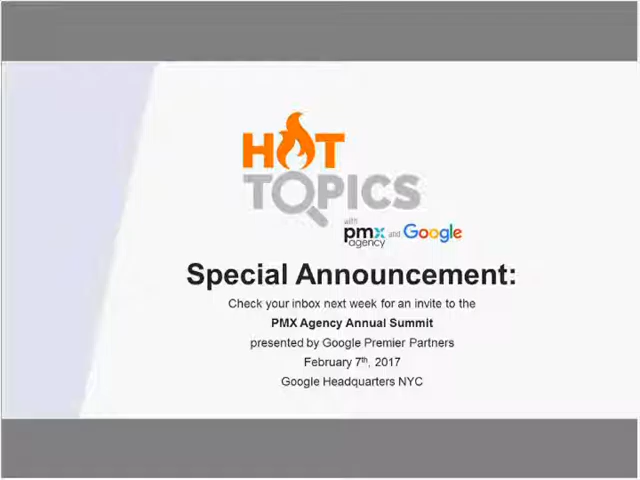 HOT
TOPICS
with
pmx and Google
agency
Special Announcement:
Check your inbox next week for an invite to the
PMX Agency Annual Summit
presented by Google Premier Partners
February 7th, 2017
Google Headquarters NYC